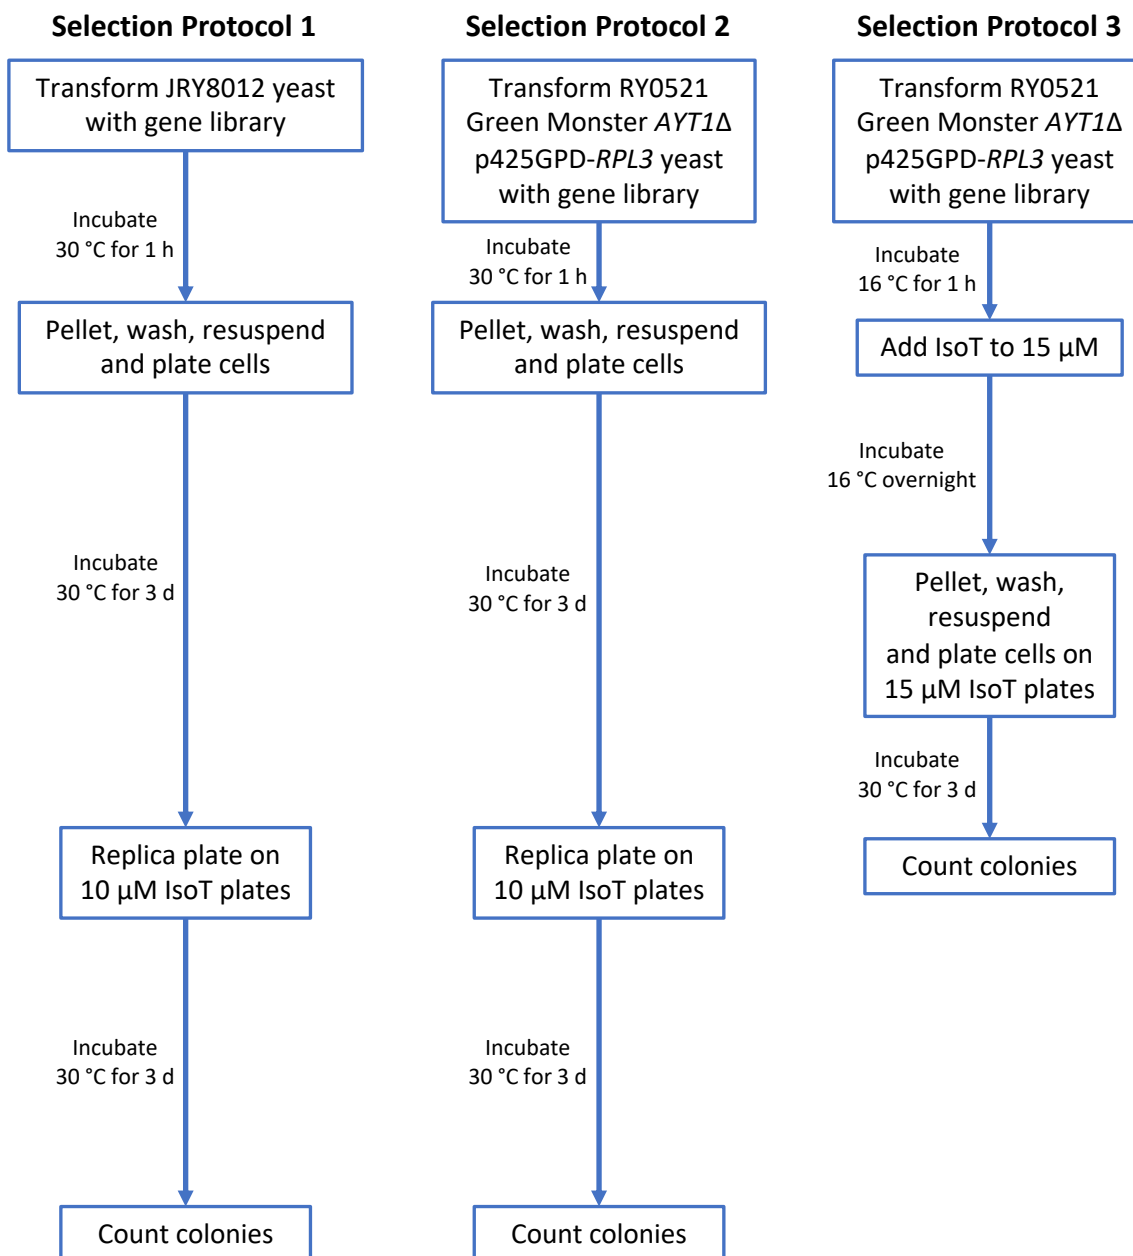 Selection Protocol 1
Transform JRY8012 yeast
with gene library
Incubate
30 °C for 1 h
Pellet, wash, resuspend
and plate cells
Incubate
30 °C for 3 d
Replica plate on
10 µM IsoT plates
Incubate
30 °C for 3 d
Count colonies
Selection Protocol 2
Transform RY0521
Green Monster AYT1Δ
p425GPD-RPL3 yeast
with gene library
Incubate
30 °C for 1 h
Pellet, wash, resuspend
and plate cells
Incubate
30 °C for 3 d
Replica plate on
10 µM IsoT plates
Incubate
30 °C for 3 d
Count colonies
Selection Protocol 3
Transform RY0521
Green Monster AYT1Δ
p425GPD-RPL3 yeast
with gene library
Incubate
16 °C for 1 h
Add IsoT to 15 µM
Incubate
16 °C overnight
Pellet, wash,
resuspend
and plate cells on
15 µM IsoT plates
Incubate
30 °C for 3 d
Count colonies